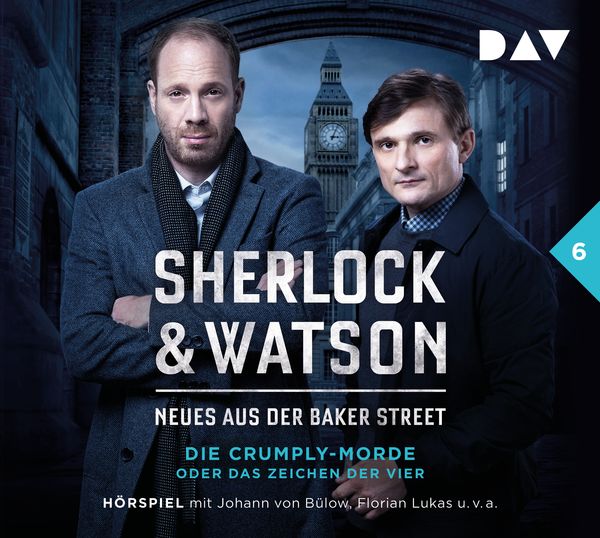 DAV
6
SHERLOCK
& WATSON
NEUES AUS DER BAKER STREET
DIE CRUMPLY-MORDE
ODER DAS ZEICHEN DER VIER
HÖRSPIEL mit Johann von Bülow, Florian Lukas u. v. a.